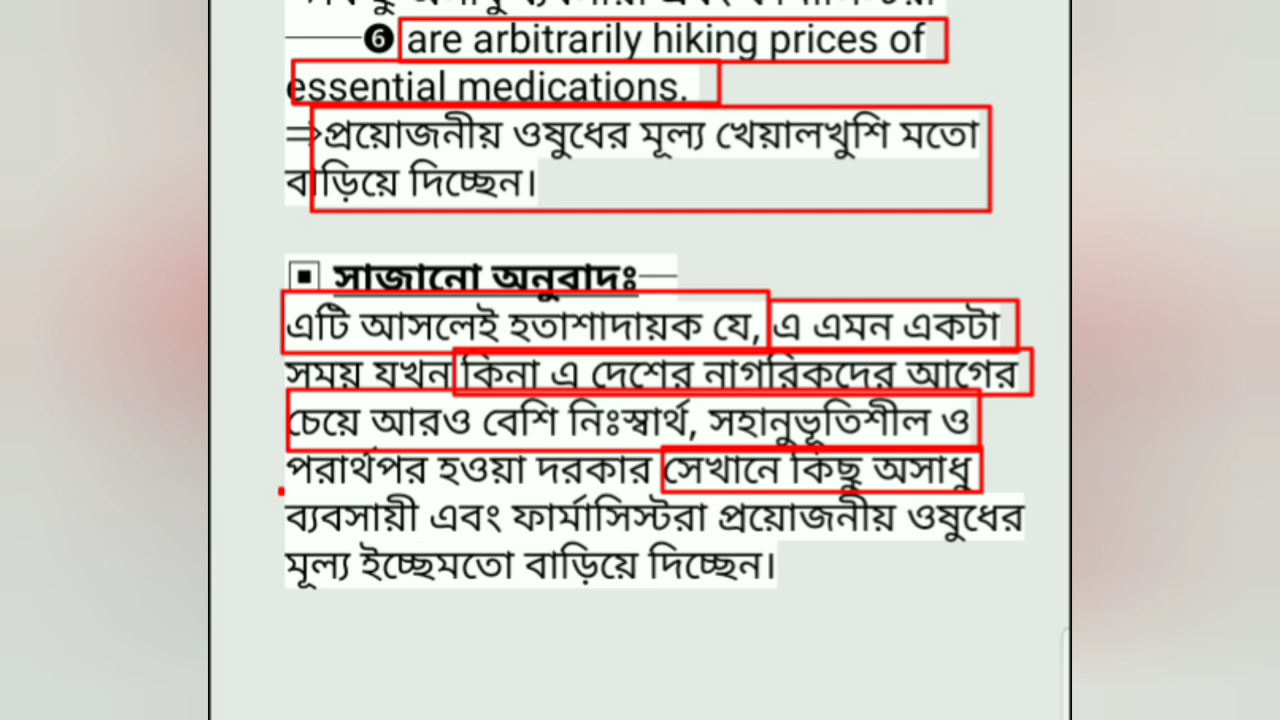 ❻ are arbitrarily hiking prices of
essential medications.
⇒প্রয়োজনীয় ওষুধের মূল্য খেয়ালখুশি মতো
বাড়িয়ে দিচ্ছেন।
▣ সাজানো অনুবাদঃ
এটি আসলেই হতাশাদায়ক যে, এ এমন একটা
সময় যখন কিনা এ দেশের নাগরিকদের আগের
চেয়ে আরও বেশি নিঃস্বার্থ, সহানুভূতিশীল ও
পরার্থপর হওয়া দরকার সেখানে কিছু অসাধু
ব্যবসায়ী এবং ফার্মাসিস্টরা প্রয়োজনীয় ওষুধের
মূল্য ইচ্ছেমতো বাড়িয়ে দিচ্ছেন।